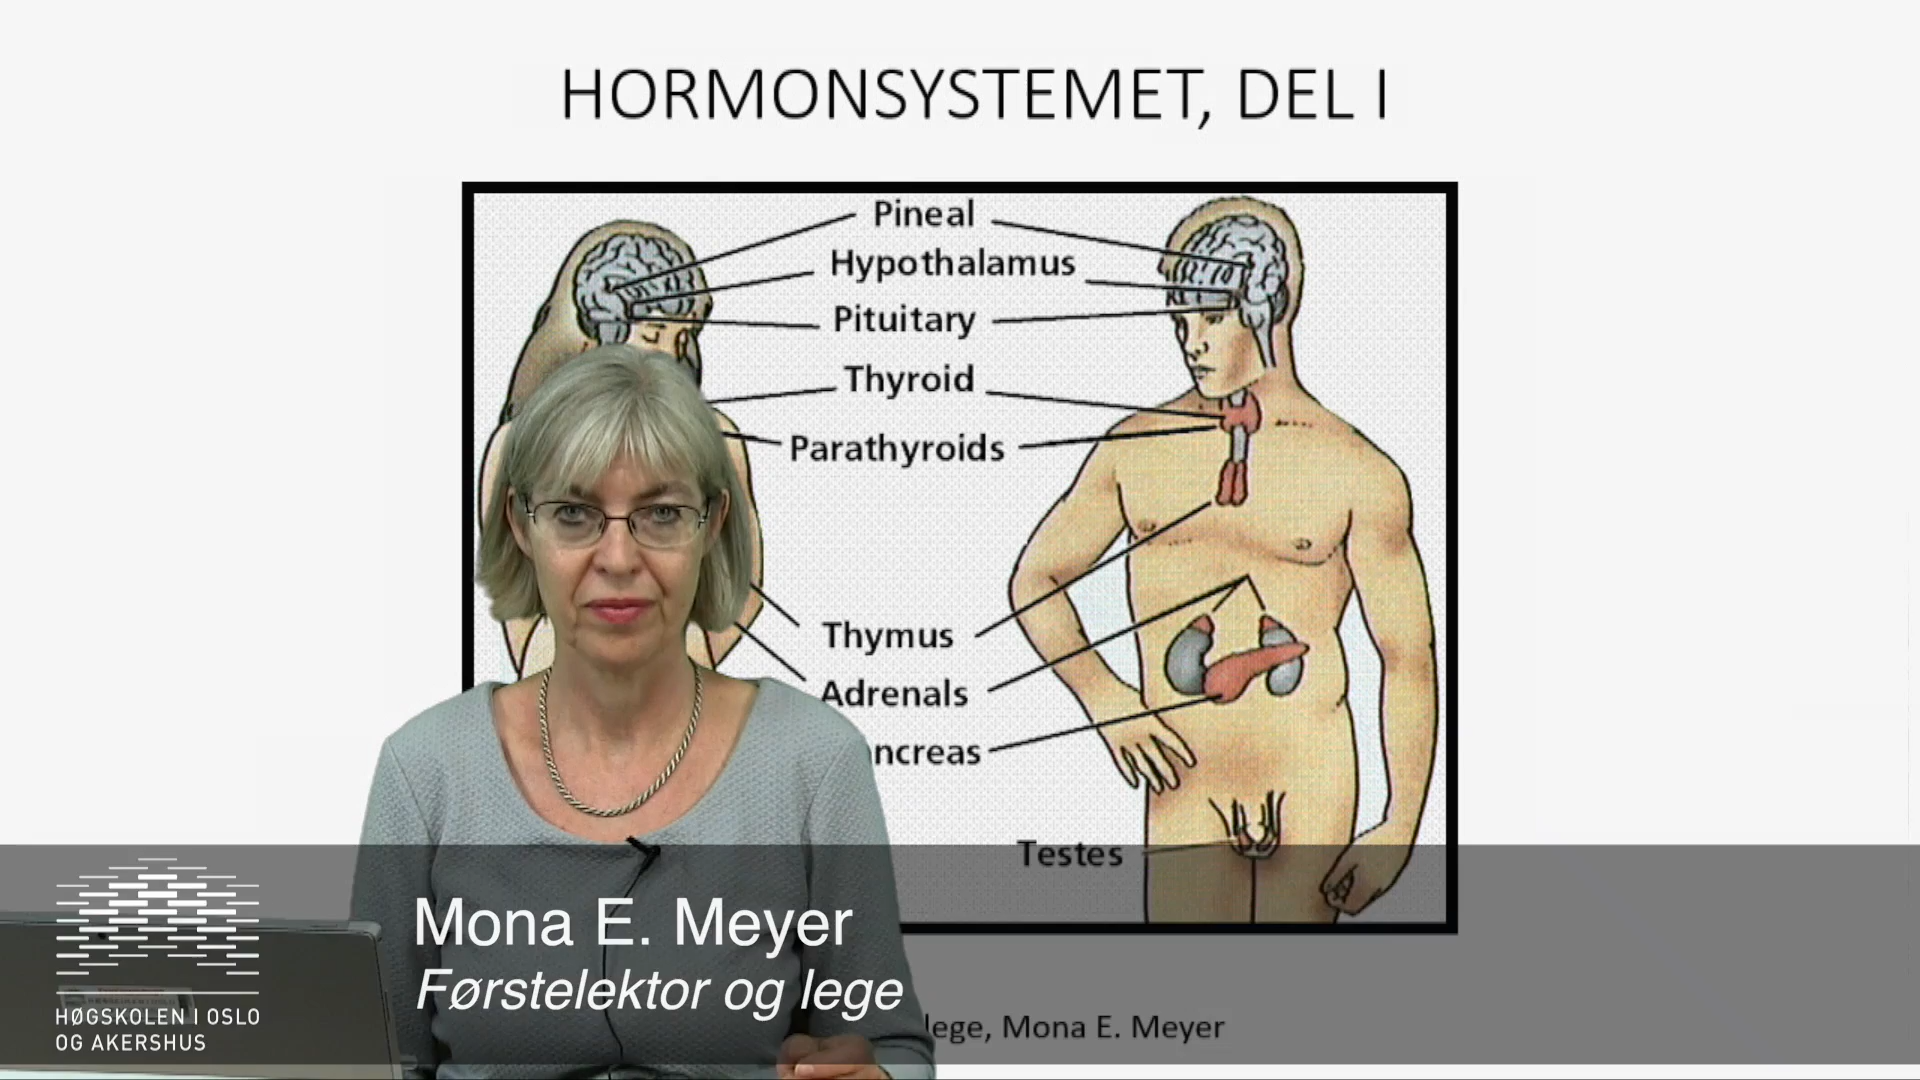 HORMONSYSTEMET, DEL I
Pineal
Hypothalamus
Pituitary
Thyroid
Parathyroids
Thymus
Adrenals
ncreas
Testes
Mona E. Meyer
Førstelektor og lege
HØGSKOLEN I OSLO
OG AKERSHUS
lege, Mona E. Meyer